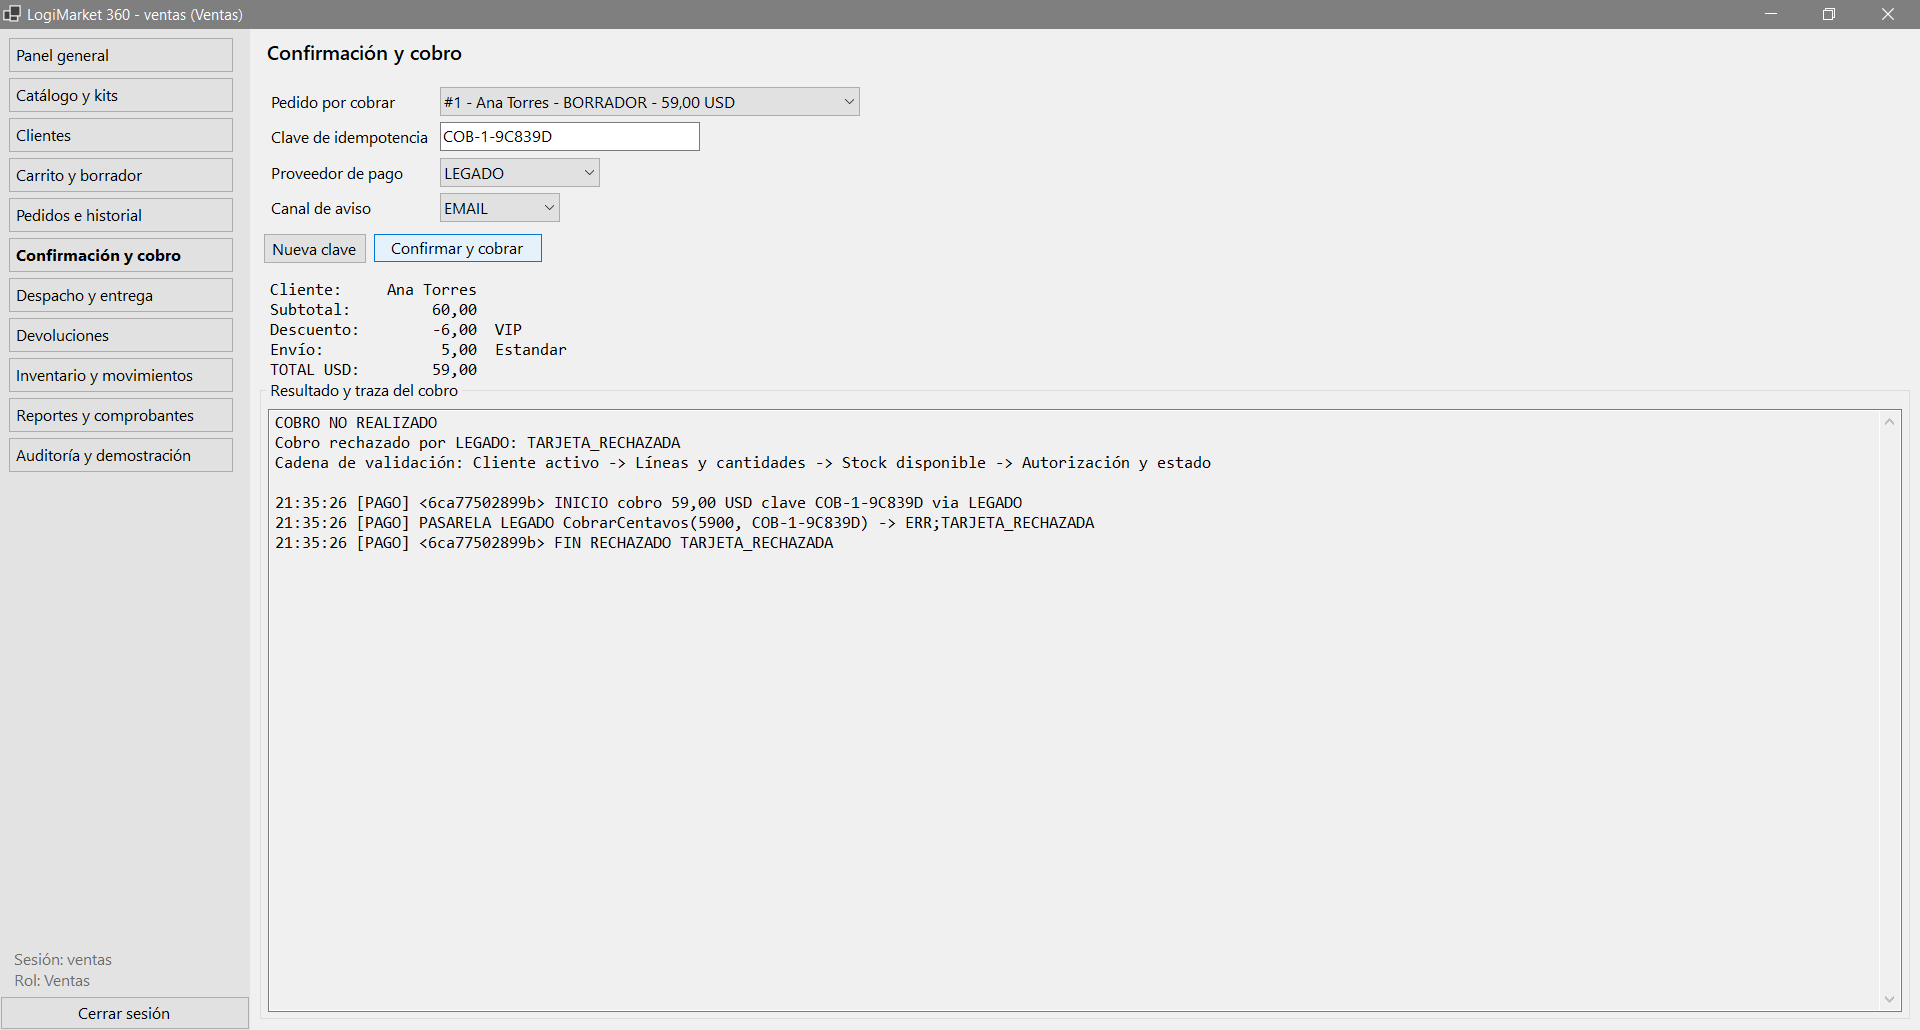 LogiMarket 360 - ventas (Ventas)
Panel general
Catálogo y kits
Clientes
Carrito y borrador
Pedidos e historial
Confirmación y cobro
Despacho y entrega
Devoluciones
Inventario y movimientos
Reportes y comprobantes
Auditoría y demostración
Sesión: ventas
Rol: Ventas
Cerrar sesión
Confirmación y cobro
Pedido por cobrar #1 - Ana Torres - BORRADOR - 59,00 USD
Clave de idempotencia COB-1-9C839D
Proveedor de pago LEGADO
Canal de aviso EMAIL
Nueva clave Confirmar y cobrar
Cliente: Ana Torres
Subtotal: 60,00
Descuento: -6,00 VIP
Envío: 5,00 Estandar
TOTAL USD: 59,00
Resultado y traza del cobro
COBRO NO REALIZADO
Cobro rechazado por LEGADO: TARJETA_RECHAZADA
Cadena de validación: Cliente activo -> Líneas y cantidades -> Stock disponible -> Autorización y estado
21:35:26 [PAGO] <6ca77502899b> INICIO cobro 59,00 USD clave COB-1-9C839D via LEGADO
21:35:26 [PAGO] PASARELA LEGADO CobrarCentavos(5900, COB-1-9C839D) -> ERR;TARJETA_RECHAZADA
21:35:26 [PAGO] <6ca77502899b> FIN RECHAZADO TARJETA_RECHAZADA